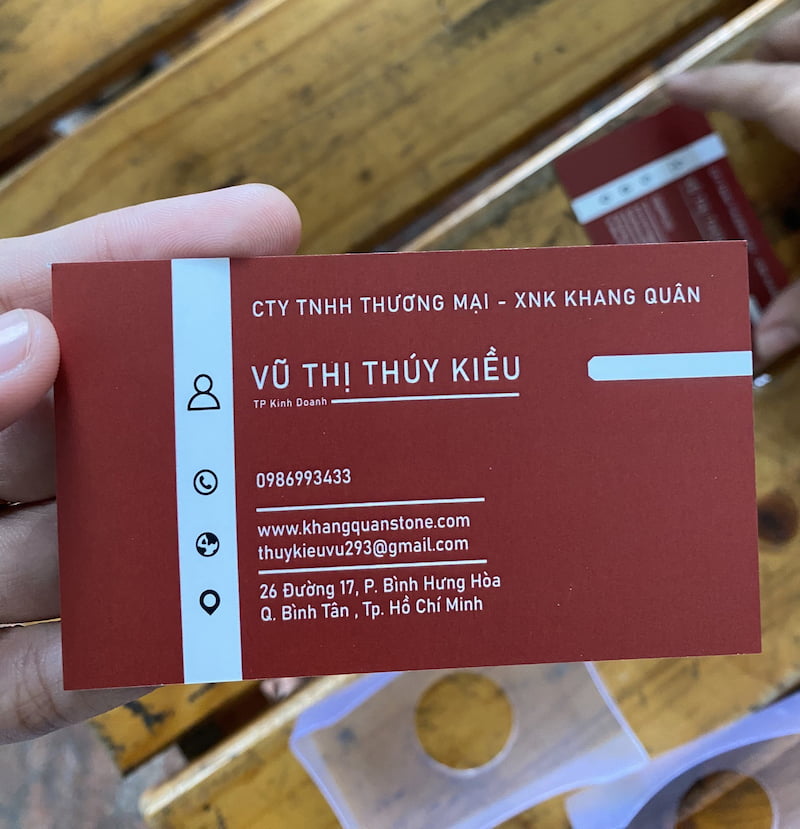 CTY TNHH THƯƠNG MẠI - XNK KHANG QUÂN
VŨ THỊ THÚY KIỀU
TP Kinh Doanh
0986993433
www.khangquanstone.com
thuykieuvu293@gmail.com
26 Đường 17, P. Bình Hưng Hòa
Q. Bình Tân , Tp. Hồ Chí Minh